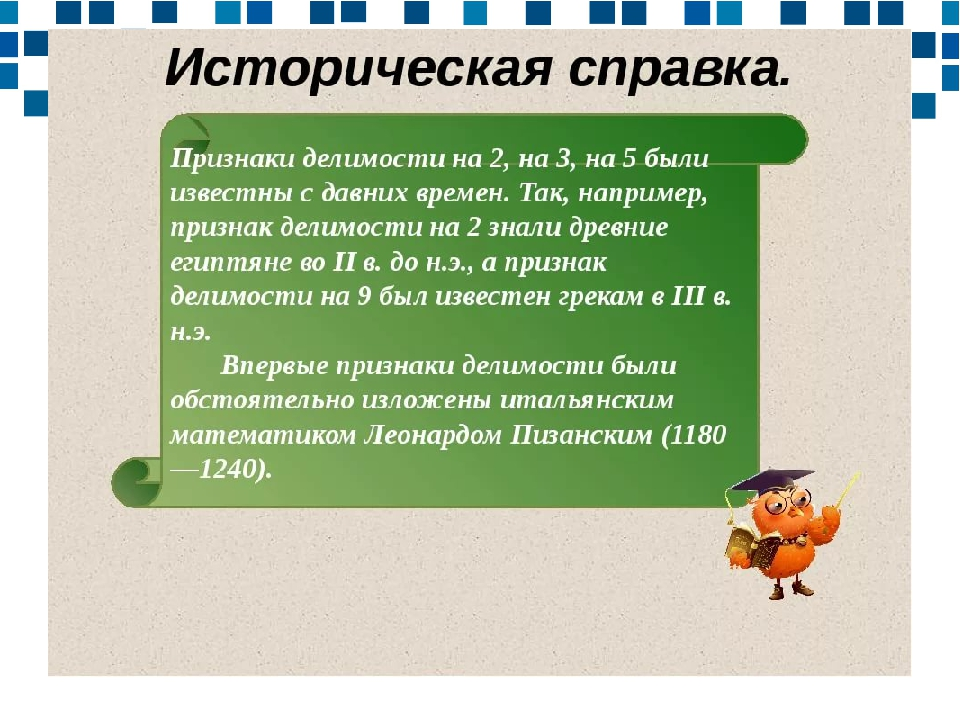 Историческая справка.
Признаки делимости на 2, на 3, на 5 были
известны с давних времен. Так, например,
признак делимости на 2 знали древние
египтяне во II в. до н.э., а признак
делимости на 9 был известен грекам в III в.
н.э.
Впервые признаки делимости были
обстоятельно изложены итальянским
математиком Леонардом Пизанским (1180
—1240).